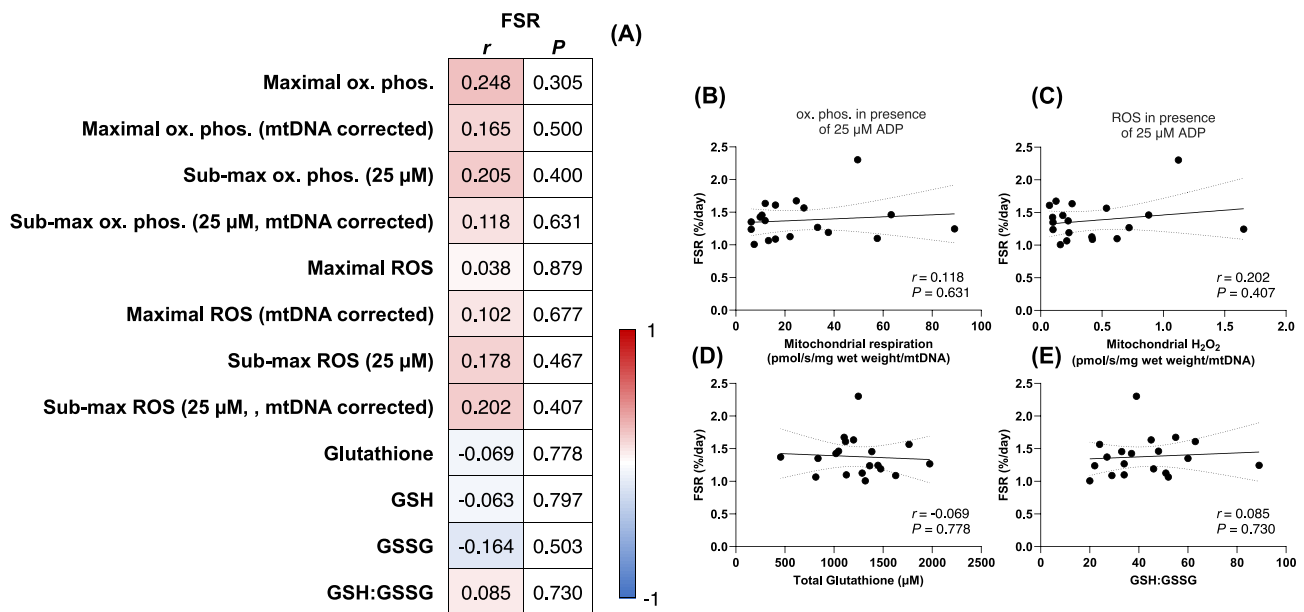 FSR
r P
(A)
Maximal ox. phos. 0.248 0.305
Maximal ox. phos. (mtDNA corrected) 0.165 0.500
Sub-max ox. phos. (25 µM) 0.205 0.400
Sub-max ox. phos. (25 µM, mtDNA corrected) 0.118 0.631
Maximal ROS 0.038 0.879
Maximal ROS (mtDNA corrected) 0.102 0.677
Sub-max ROS (25 µM) 0.178 0.467
Sub-max ROS (25 µM, , mtDNA corrected) 0.202 0.407
Glutathione -0.069 0.778
GSH -0.063 0.797
GSSG -0.164 0.503
GSH:GSSG 0.085 0.730
1
-1
(B)
ox. phos. in presence
of 25 µM ADP
FSR (%/day)
2.5
2.0
1.5
1.0
0.5
0.0
r = 0.118
P = 0.631
0 20 40 60 80 100
Mitochondrial respiration
(pmol/s/mg wet weight/mtDNA)
(C)
ROS in presence
of 25 µM ADP
FSR (%/day)
2.5
2.0
1.5
1.0
0.5
0.0
r = 0.202
P = 0.407
0.0 0.5 1.0 1.5 2.0
Mitochondrial H₂O₂
(pmol/s/mg wet weight/mtDNA)
(D)
FSR (%/day)
2.5
2.0
1.5
1.0
0.5
0.0
r = -0.069
P = 0.778
0 500 1000 1500 2000 2500
Total Glutathione (µM)
(E)
FSR (%/day)
2.5
2.0
1.5
1.0
0.5
0.0
r = 0.085
P = 0.730
0 20 40 60 80 100
GSH:GSSG